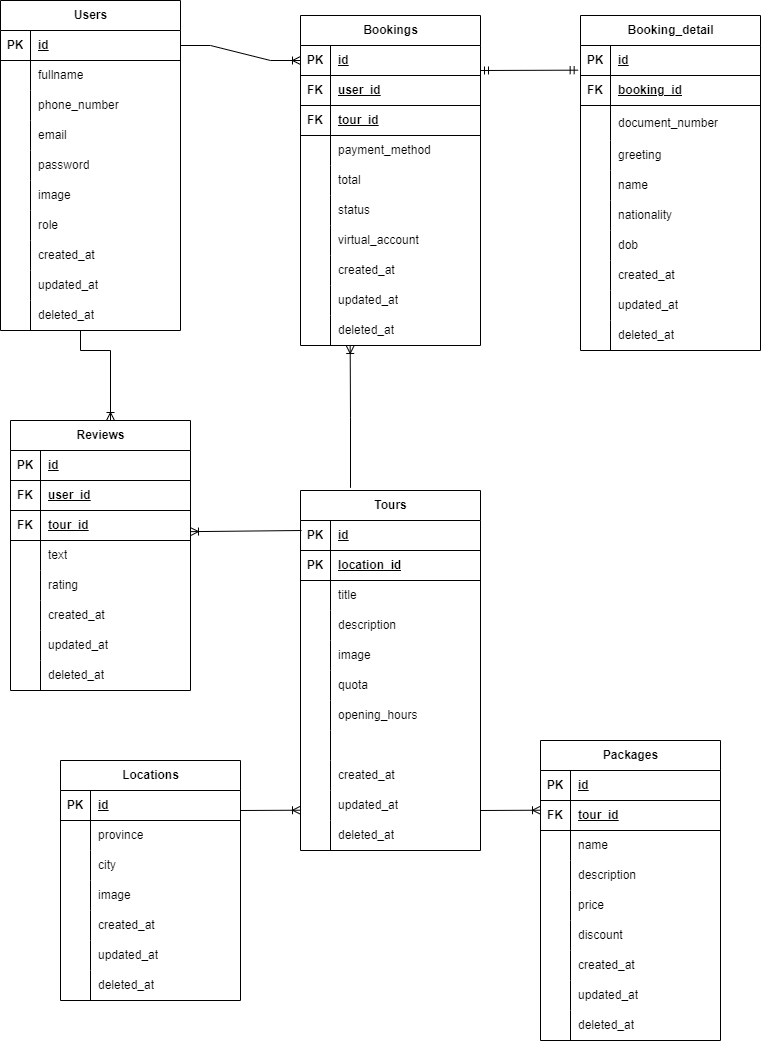 Users
PK id
fullname
phone_number
email
password
image
role
created_at
updated_at
deleted_at
Bookings
PK id
FK user_id
FK tour_id
payment_method
total
status
virtual_account
created_at
updated_at
deleted_at
Booking_detail
PK id
FK booking_id
document_number
greeting
name
nationality
dob
created_at
updated_at
deleted_at
Reviews
PK id
FK user_id
FK tour_id
text
rating
created_at
updated_at
deleted_at
Tours
PK id
PK location_id
title
description
image
quota
opening_hours
created_at
updated_at
deleted_at
Locations
PK id
province
city
image
created_at
updated_at
deleted_at
Packages
PK id
FK tour_id
name
description
price
discount
created_at
updated_at
deleted_at